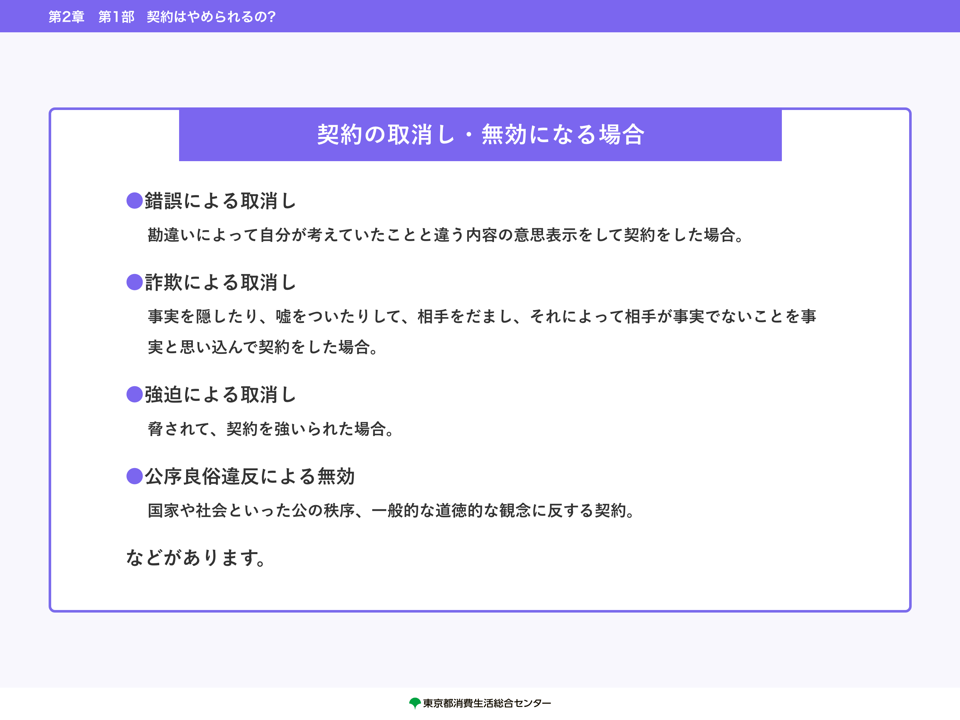 第2章 第1部 契約はやめられるの?
契約の取消し・無効になる場合
●錯誤による取消し
勘違いによって自分が考えていたことと違う内容の意思表示をして契約をした場合。
●詐欺による取消し
事実を隠したり、嘘をついたりして、相手をだまし、それによって相手が事実でないことを事
実と思い込んで契約をした場合。
●強迫による取消し
脅されて、契約を強いられた場合。
●公序良俗違反による無効
国家や社会といった公の秩序、一般的な道徳的な観念に反する契約。
などがあります。
東京都消費生活総合センター